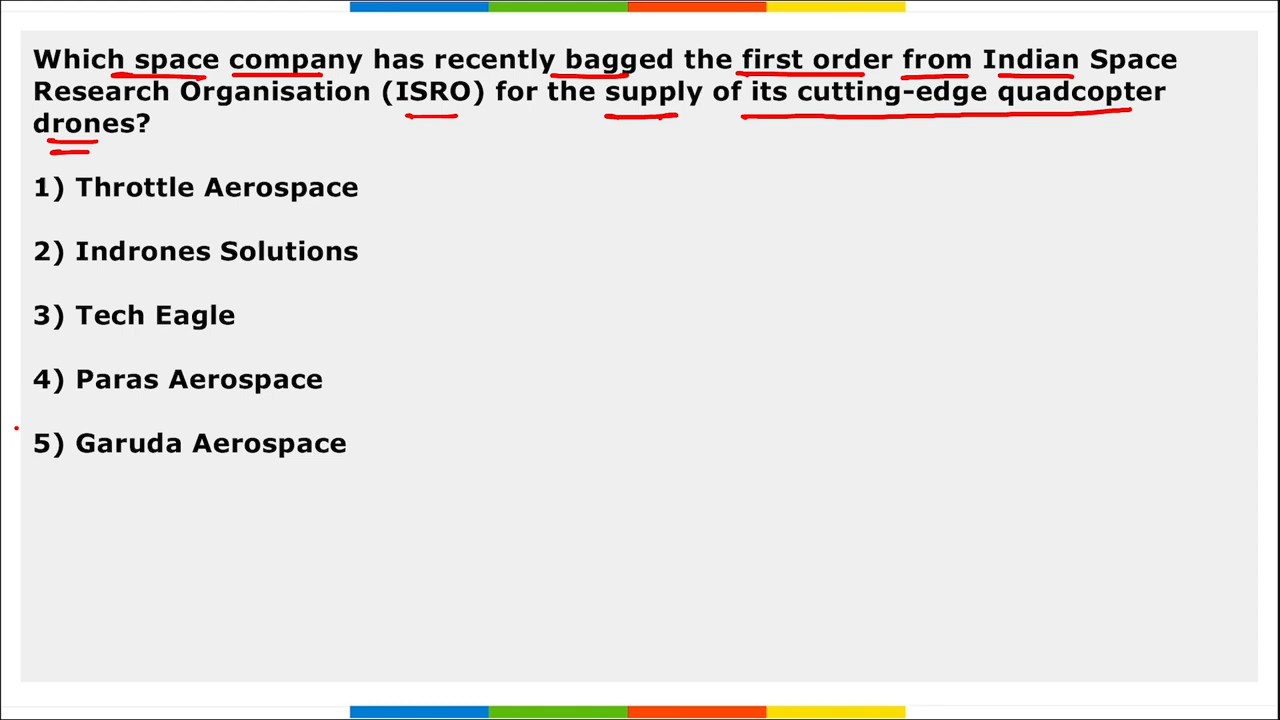 Which space company has recently bagged the first order from Indian Space
Research Organisation (ISRO) for the supply of its cutting-edge quadcopter
drones?
1) Throttle Aerospace
2) Indrones Solutions
3) Tech Eagle
4) Paras Aerospace
5) Garuda Aerospace